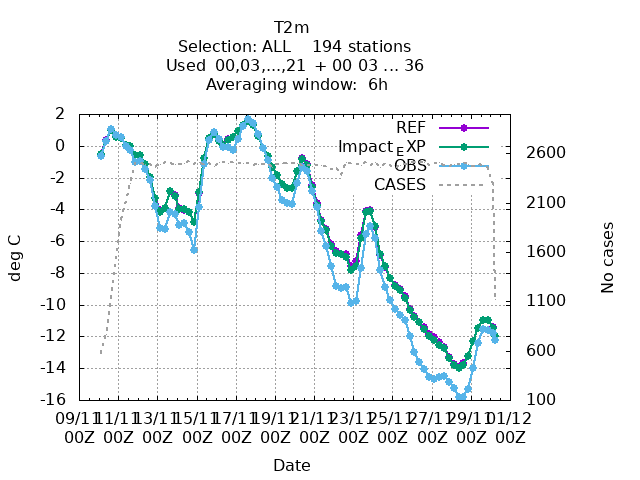 T2m
Selection: ALL    194 stations
Used  00,03,...,21  + 00 03 ... 36
Averaging window:  6h
REF
Impact_EXP
OBS
CASES
deg C
2
0
-2
-4
-6
-8
-10
-12
-14
-16
No cases
2600
2100
1600
1100
600
100
09/11 11/11 13/11 15/11 17/11 19/11 21/11 23/11 25/11 27/11 29/11 01/12
00Z 00Z 00Z 00Z 00Z 00Z 00Z 00Z 00Z 00Z 00Z 00Z
Date